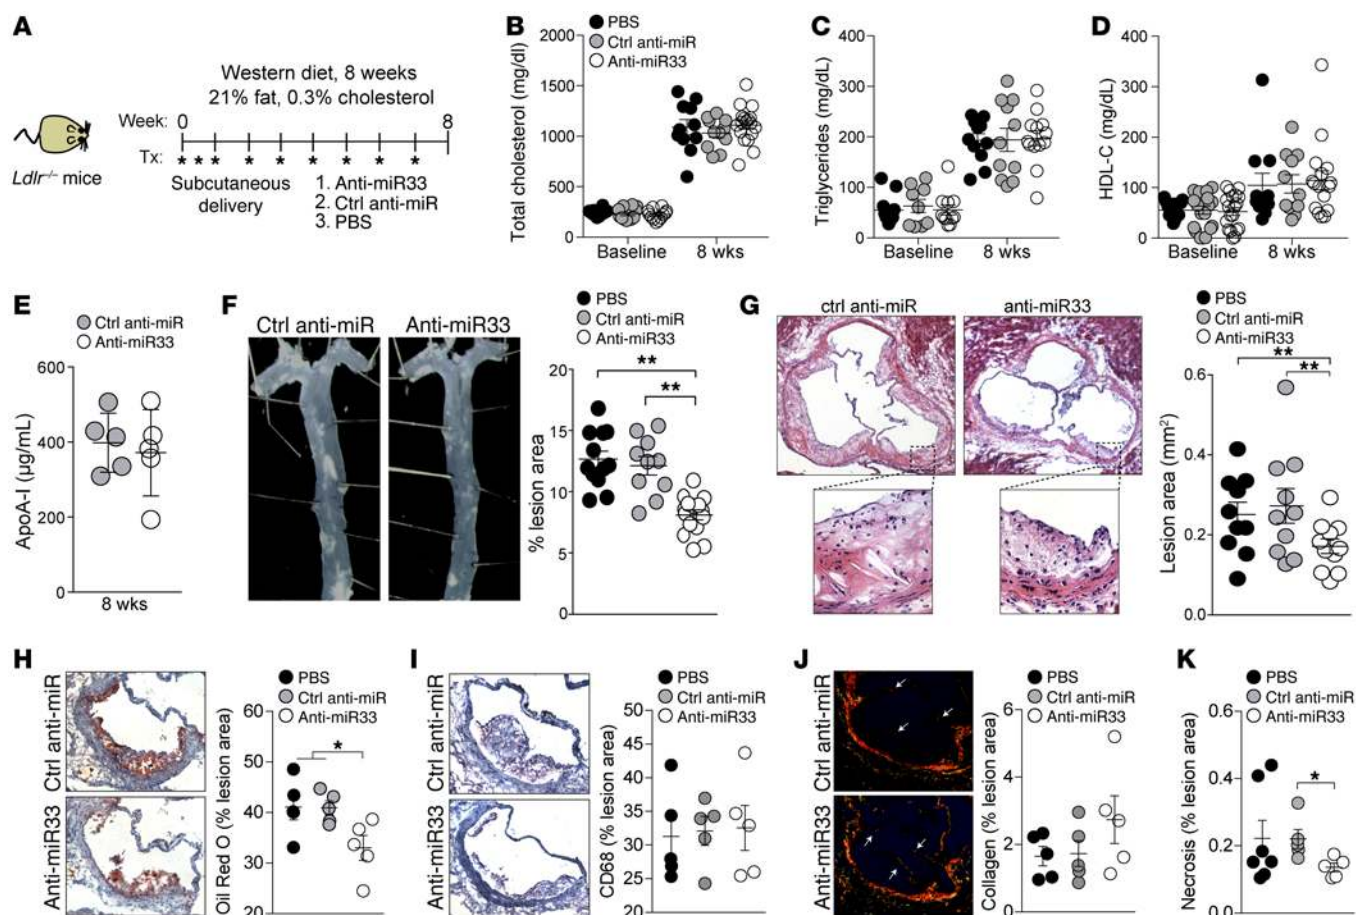 A
Western diet, 8 weeks
21% fat, 0.3% cholesterol
Week: 0 8
Tx: * * * * * * * * * *
Ldlr-/- mice
Subcutaneous
delivery
1. Anti-miR33
2. Ctrl anti-miR
3. PBS
B
PBS
Ctrl anti-miR
Anti-miR33
Total cholesterol (mg/dl)
2000
1500
1000
500
0
Baseline 8 wks
C
Triglycerides (mg/dL)
400
300
200
100
0
Baseline 8 wks
D
HDL-C (mg/dL)
400
300
200
100
0
Baseline 8 wks
E
Ctrl anti-miR
Anti-miR33
ApoA-I (µg/mL)
600
400
200
0
8 wks
F
Ctrl anti-miR Anti-miR33
PBS
Ctrl anti-miR
Anti-miR33
% lesion area
20
15
10
5
0
**
**
G
ctrl anti-miR anti-miR33
PBS
Ctrl anti-miR
Anti-miR33
Lesion area (mm²)
0.6
0.4
0.2
0.0
**
**
H
Ctrl anti-miR
Anti-miR33
PBS
Ctrl anti-miR
Anti-miR33
Oil Red O (% lesion area)
60
50
40
30
20
*
I
Ctrl anti-miR
Anti-miR33
PBS
Ctrl anti-miR
Anti-miR33
CD68 (% lesion area)
50
45
40
35
30
25
20
J
Ctrl anti-miR
Anti-miR33
PBS
Ctrl anti-miR
Anti-miR33
Collagen (% lesion area)
6
4
2
0
K
PBS
Ctrl anti-miR
Anti-miR33
Necrosis (% lesion area)
0.6
0.4
0.2
0.0
*